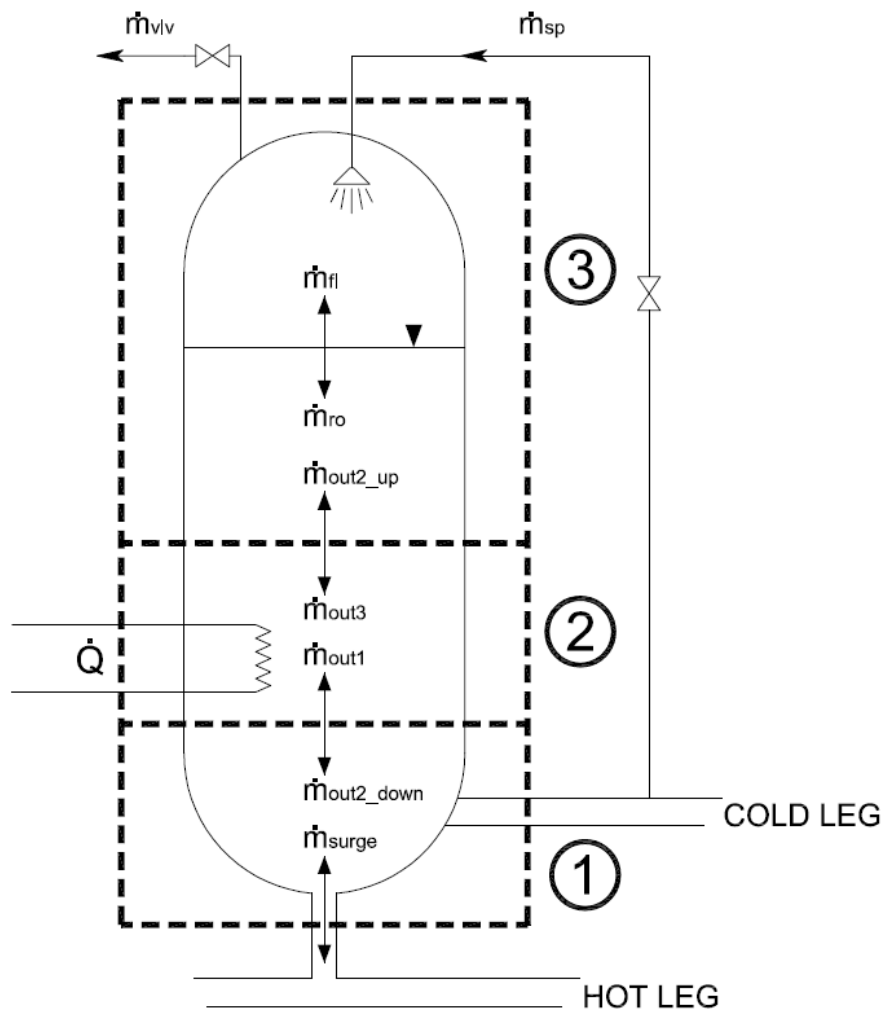 ṁvlv
ṁsp
3
ṁfl
ṁro
ṁout2_up
ṁout3
2
ṁout1
Q̇
ṁout2_down
COLD LEG
ṁsurge
1
HOT LEG